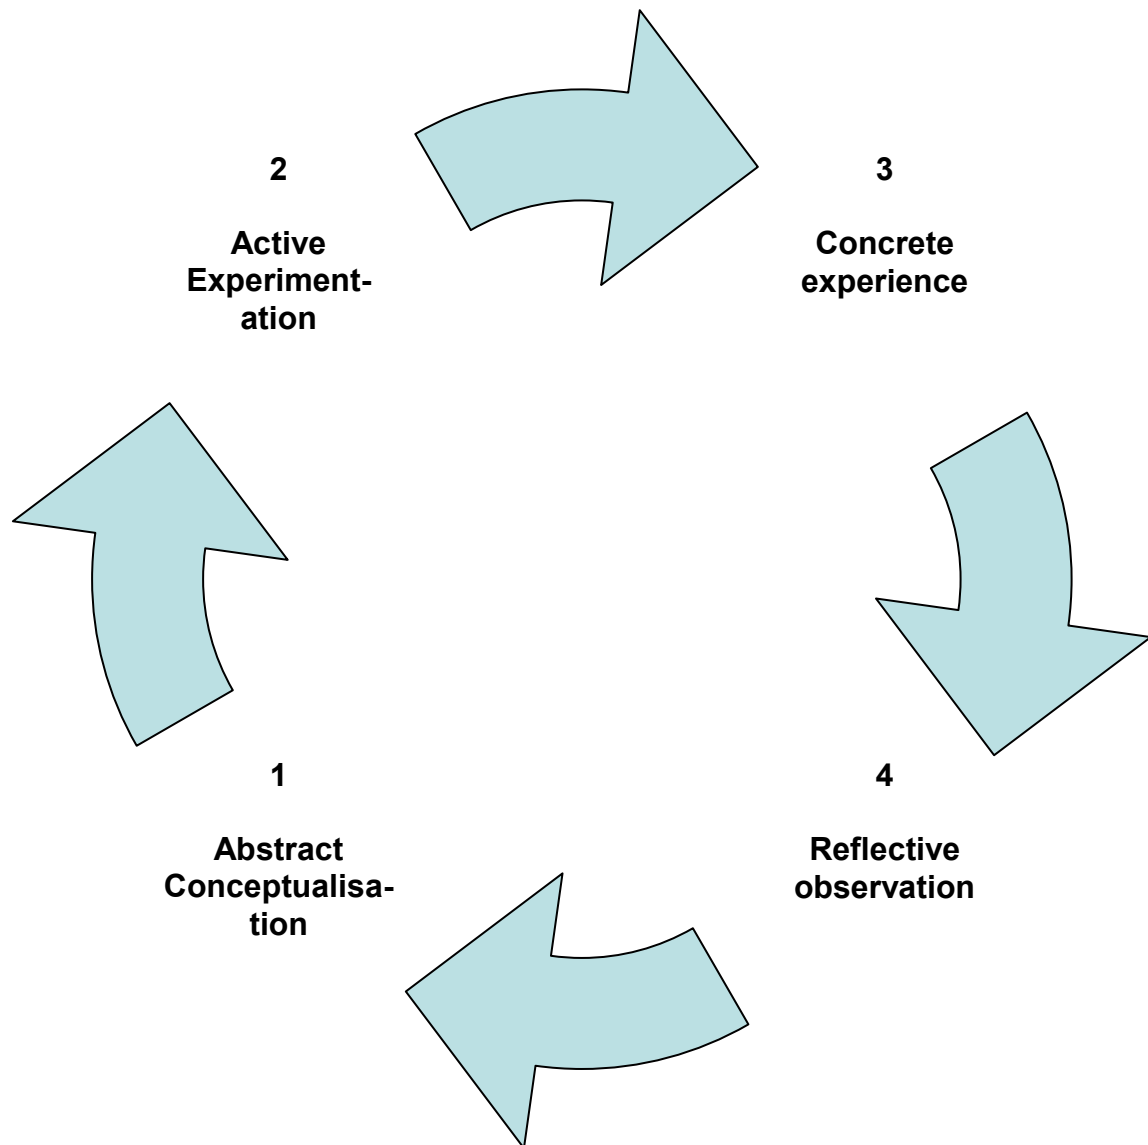 2
Active
Experiment-
ation
3
Concrete
experience
1
Abstract
Conceptualisa-
tion
4
Reflective
observation